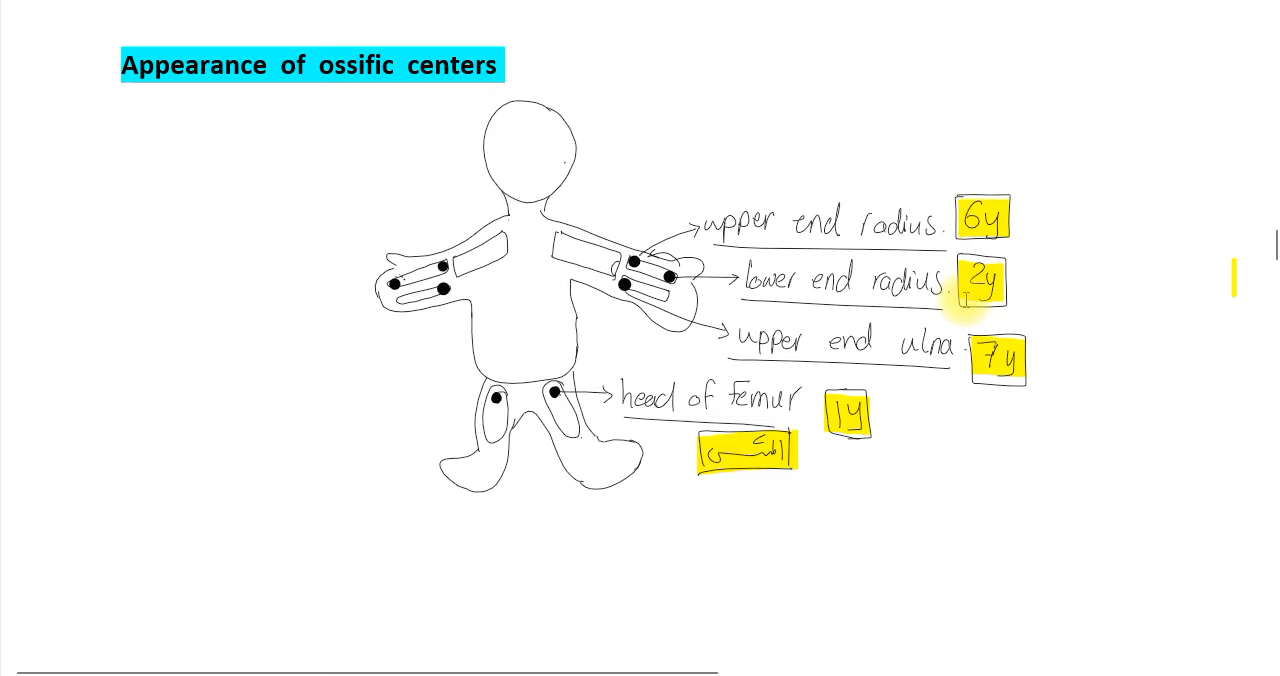 Appearance of ossific centers
upper end radius. 6y
lower end radius. 2y
upper end ulna. 7y
head of Femur 1y
المشى